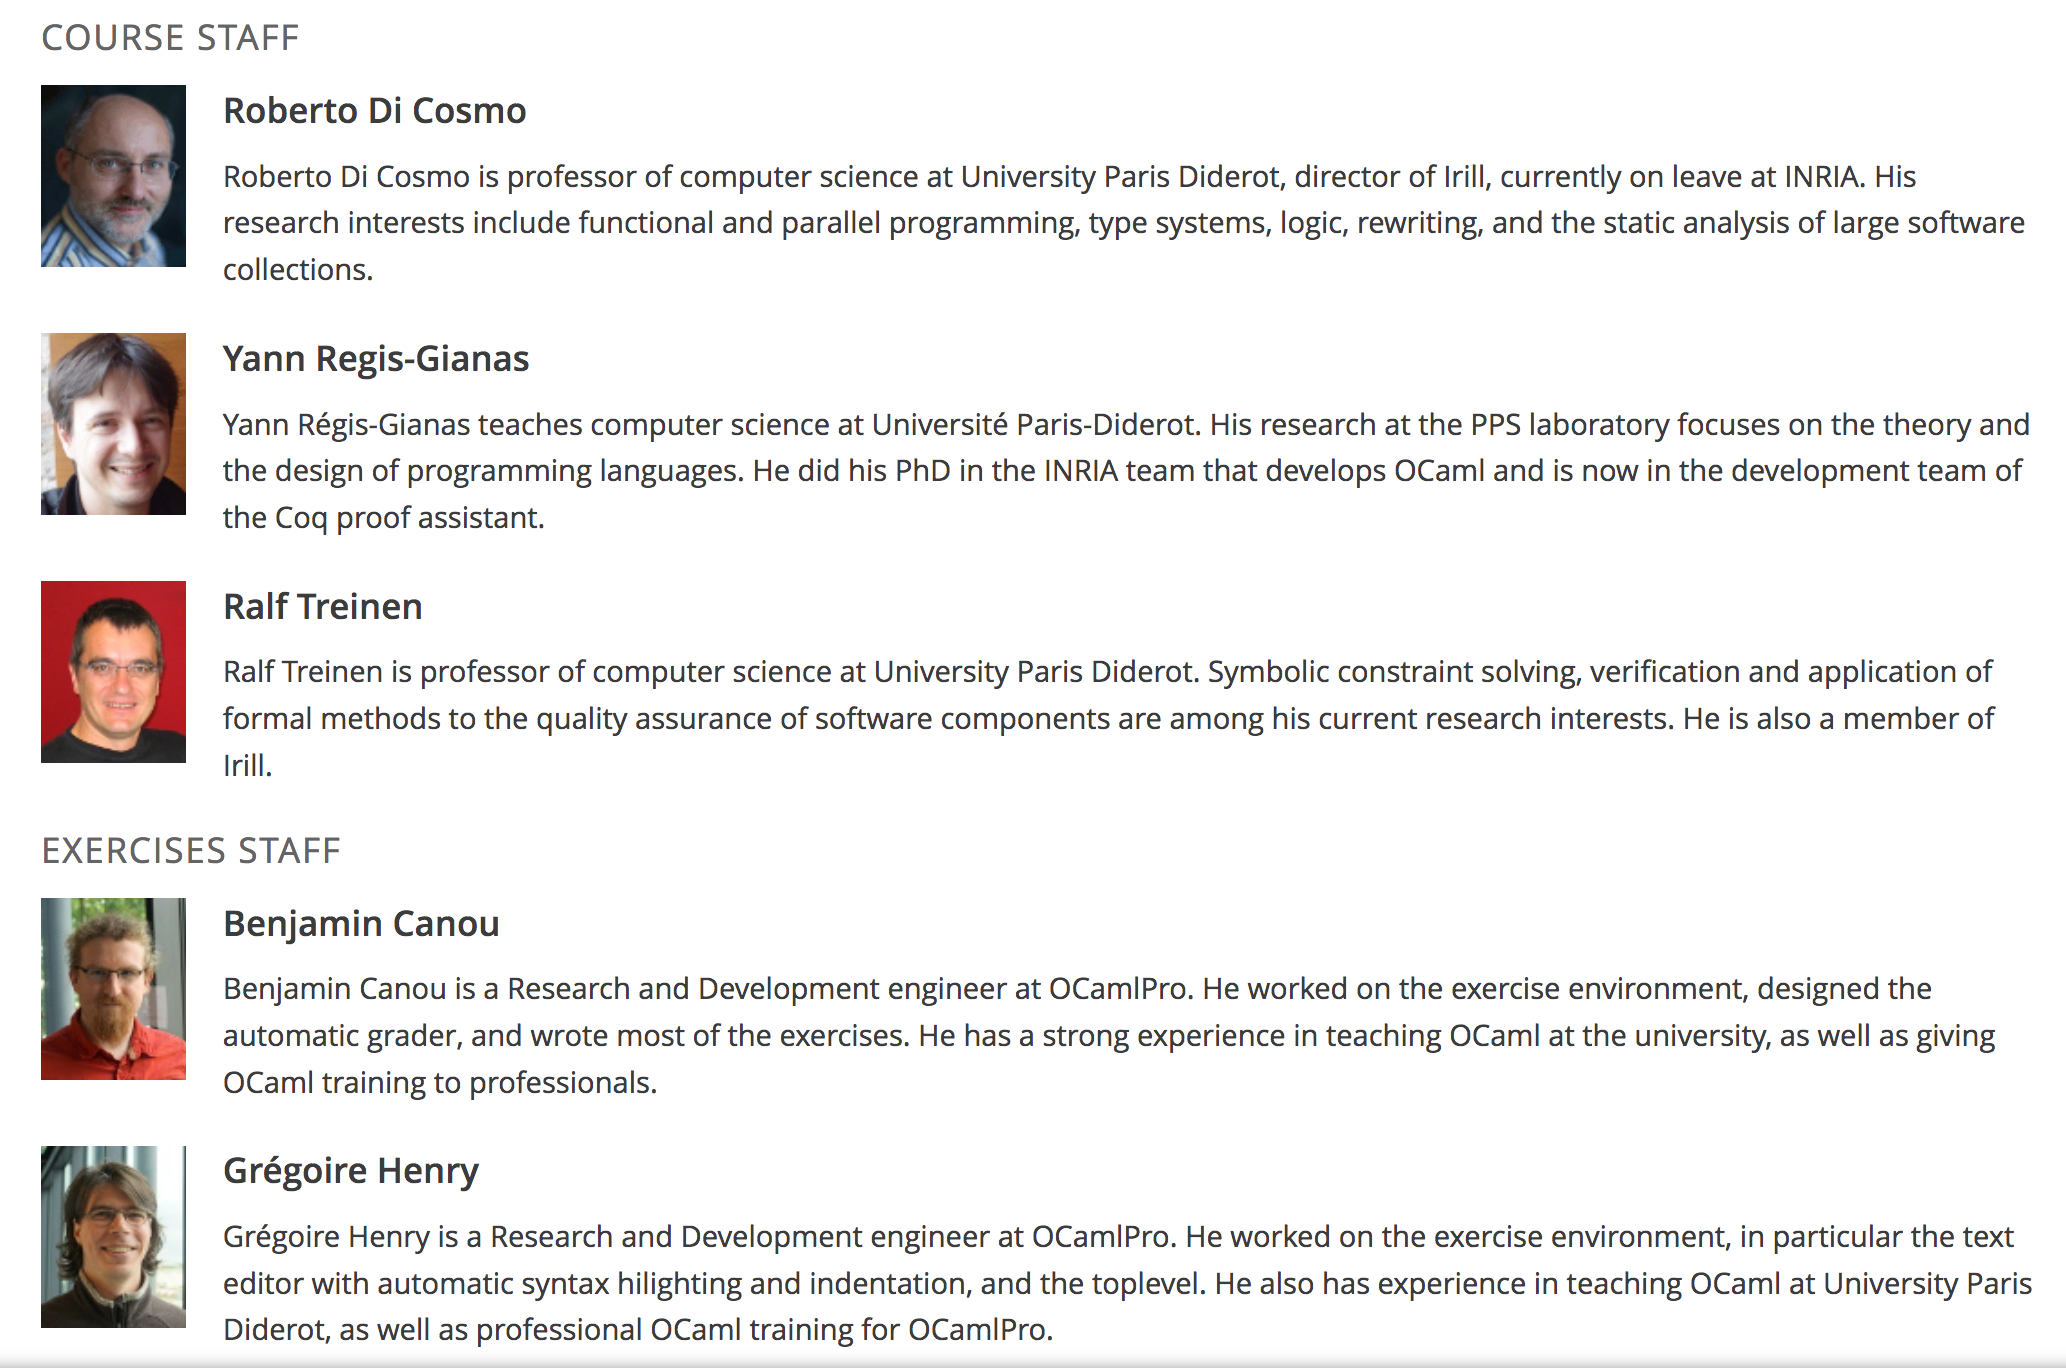 COURSE STAFF
Roberto Di Cosmo
Roberto Di Cosmo is professor of computer science at University Paris Diderot, director of Irill, currently on leave at INRIA. His
research interests include functional and parallel programming, type systems, logic, rewriting, and the static analysis of large software
collections.
Yann Regis-Gianas
Yann Régis-Gianas teaches computer science at Université Paris-Diderot. His research at the PPS laboratory focuses on the theory and
the design of programming languages. He did his PhD in the INRIA team that develops OCaml and is now in the development team of
the Coq proof assistant.
Ralf Treinen
Ralf Treinen is professor of computer science at University Paris Diderot. Symbolic constraint solving, verification and application of
formal methods to the quality assurance of software components are among his current research interests. He is also a member of
Irill.
EXERCISES STAFF
Benjamin Canou
Benjamin Canou is a Research and Development engineer at OCamlPro. He worked on the exercise environment, designed the
automatic grader, and wrote most of the exercises. He has a strong experience in teaching OCaml at the university, as well as giving
OCaml training to professionals.
Grégoire Henry
Grégoire Henry is a Research and Development engineer at OCamlPro. He worked on the exercise environment, in particular the text
editor with automatic syntax hilighting and indentation, and the toplevel. He also has experience in teaching OCaml at University Paris
Diderot, as well as professional OCaml training for OCamlPro.